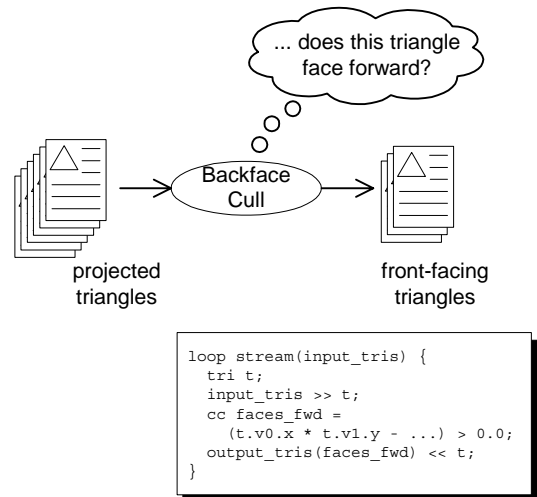 ... does this triangle
face forward?
Backface
Cull
projected
triangles
front-facing
triangles
loop stream(input_tris) {
  tri t;
  input_tris >> t;
  cc faces_fwd =
    (t.v0.x * t.v1.y - ...) > 0.0;
  output_tris(faces_fwd) << t;
}